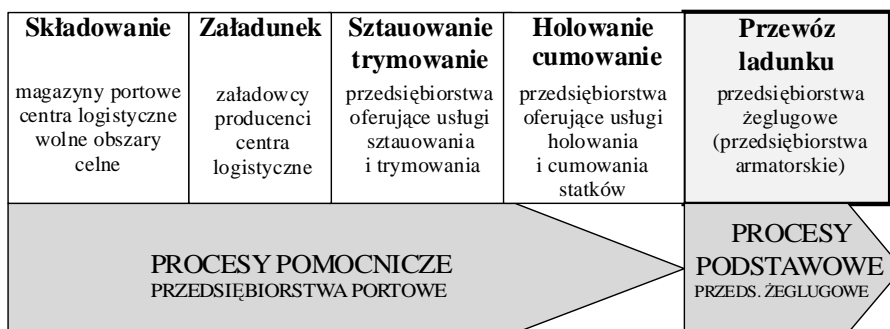 Składowanie
magazyny portowe
centra logistyczne
wolne obszary
celne
Załadunek
załadowcy
producenci
centra
logistyczne
Sztauowanie
trymowanie
przedsiębiorstwa
oferujące usługi
sztauowania
i trymowania
Holowanie
cumowanie
przedsiębiorstwa
oferujące usługi
holowania
i cumowania
statków
Przewóz
ladunku
przedsiębiorstwa
żeglugowe
(przedsiębiorstwa
armatorskie)
PROCESY POMOCNICZE
PRZEDSIĘBIORSTWA PORTOWE
PROCESY
PODSTAWOWE
PRZEDS. ŻEGLUGOWE